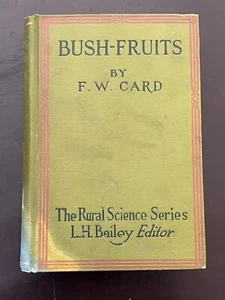 BUSH-FRUITS
BY
F. W. CARD
The Rural Science Series
L.H. Bailey Editor